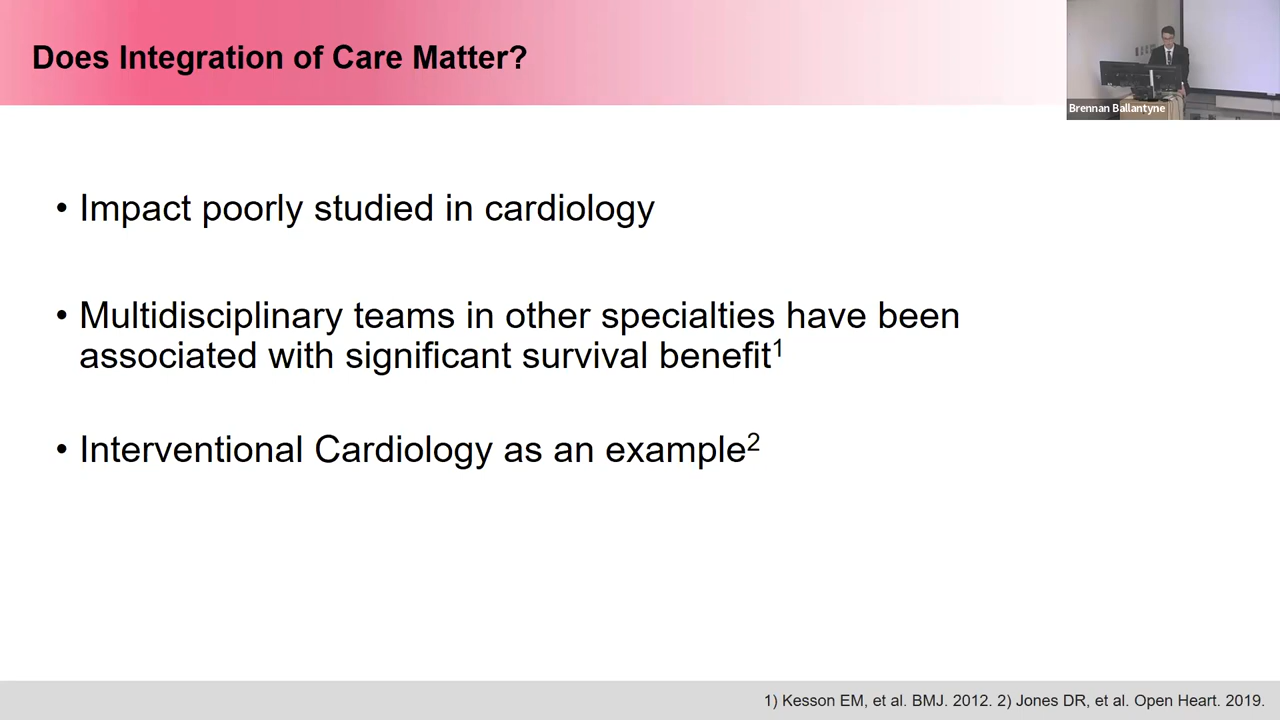 Does Integration of Care Matter?
Brennan Ballantyne
• Impact poorly studied in cardiology
• Multidisciplinary teams in other specialties have been
associated with significant survival benefit1
• Interventional Cardiology as an example2
1) Kesson EM, et al. BMJ. 2012. 2) Jones DR, et al. Open Heart. 2019.